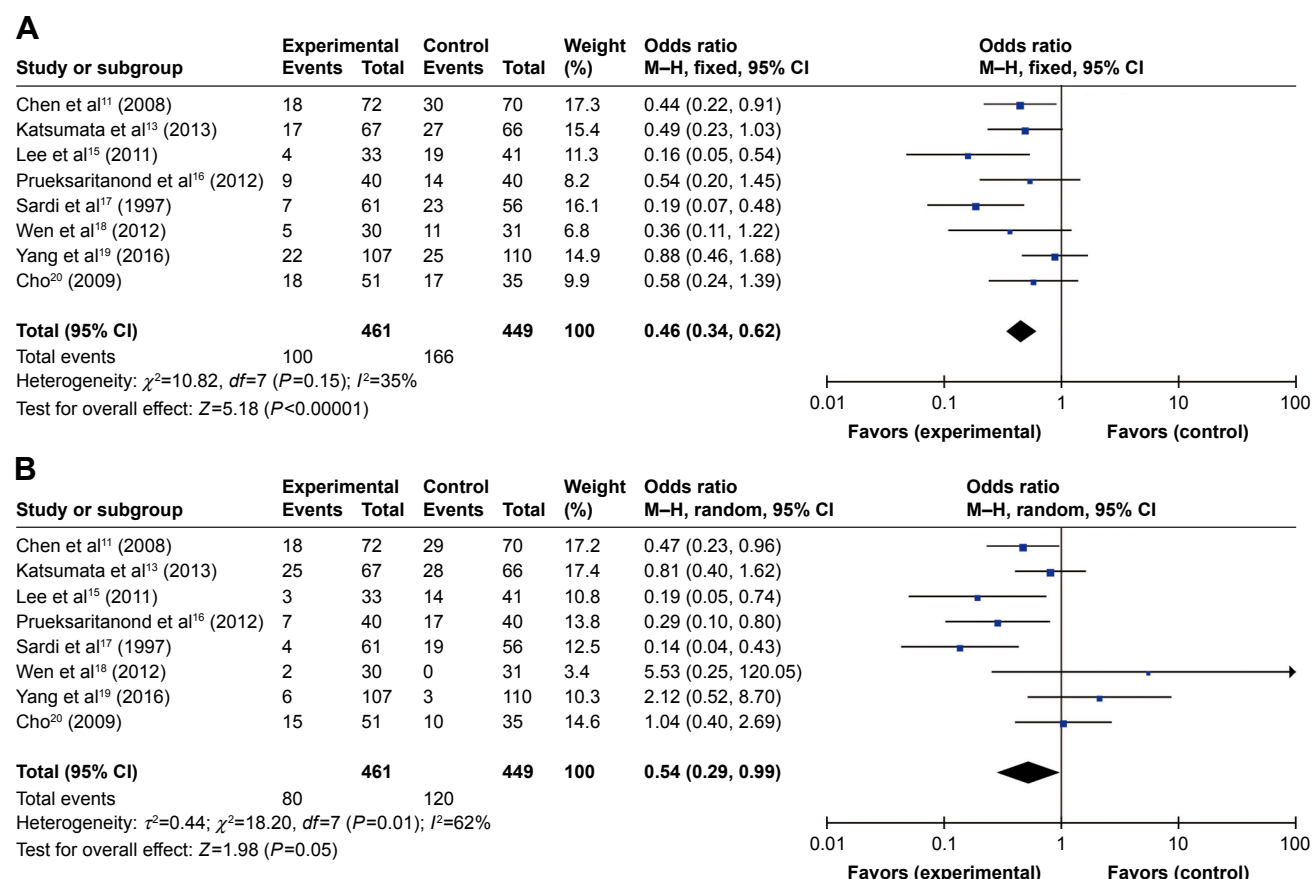 A
Experimental Control Weight Odds ratio Odds ratio
Study or subgroup Events Total Events Total (%) M–H, fixed, 95% CI M–H, fixed, 95% CI
Chen et al¹¹ (2008) 18 72 30 70 17.3 0.44 (0.22, 0.91)
Katsumata et al¹³ (2013) 17 67 27 66 15.4 0.49 (0.23, 1.03)
Lee et al¹⁵ (2011) 4 33 19 41 11.3 0.16 (0.05, 0.54)
Prueksaritanond et al¹⁶ (2012) 9 40 14 40 8.2 0.54 (0.20, 1.45)
Sardi et al¹⁷ (1997) 7 61 23 56 16.1 0.19 (0.07, 0.48)
Wen et al¹⁸ (2012) 5 30 11 31 6.8 0.36 (0.11, 1.22)
Yang et al¹⁹ (2016) 22 107 25 110 14.9 0.88 (0.46, 1.68)
Cho²⁰ (2009) 18 51 17 35 9.9 0.58 (0.24, 1.39)
Total (95% CI) 461 449 100 0.46 (0.34, 0.62)
Total events 100 166
Heterogeneity: χ²=10.82, df=7 (P=0.15); I²=35%
Test for overall effect: Z=5.18 (P<0.00001)
0.01 0.1 1 10 100
Favors (experimental) Favors (control)
B
Experimental Control Weight Odds ratio Odds ratio
Study or subgroup Events Total Events Total (%) M–H, random, 95% CI M–H, random, 95% CI
Chen et al¹¹ (2008) 18 72 29 70 17.2 0.47 (0.23, 0.96)
Katsumata et al¹³ (2013) 25 67 28 66 17.4 0.81 (0.40, 1.62)
Lee et al¹⁵ (2011) 3 33 14 41 10.8 0.19 (0.05, 0.74)
Prueksaritanond et al¹⁶ (2012) 7 40 17 40 13.8 0.29 (0.10, 0.80)
Sardi et al¹⁷ (1997) 4 61 19 56 12.5 0.14 (0.04, 0.43)
Wen et al¹⁸ (2012) 2 30 0 31 3.4 5.53 (0.25, 120.05)
Yang et al¹⁹ (2016) 6 107 3 110 10.3 2.12 (0.52, 8.70)
Cho²⁰ (2009) 15 51 10 35 14.6 1.04 (0.40, 2.69)
Total (95% CI) 461 449 100 0.54 (0.29, 0.99)
Total events 80 120
Heterogeneity: τ²=0.44; χ²=18.20, df=7 (P=0.01); I²=62%
Test for overall effect: Z=1.98 (P=0.05)
0.01 0.1 1 10 100
Favors (experimental) Favors (control)